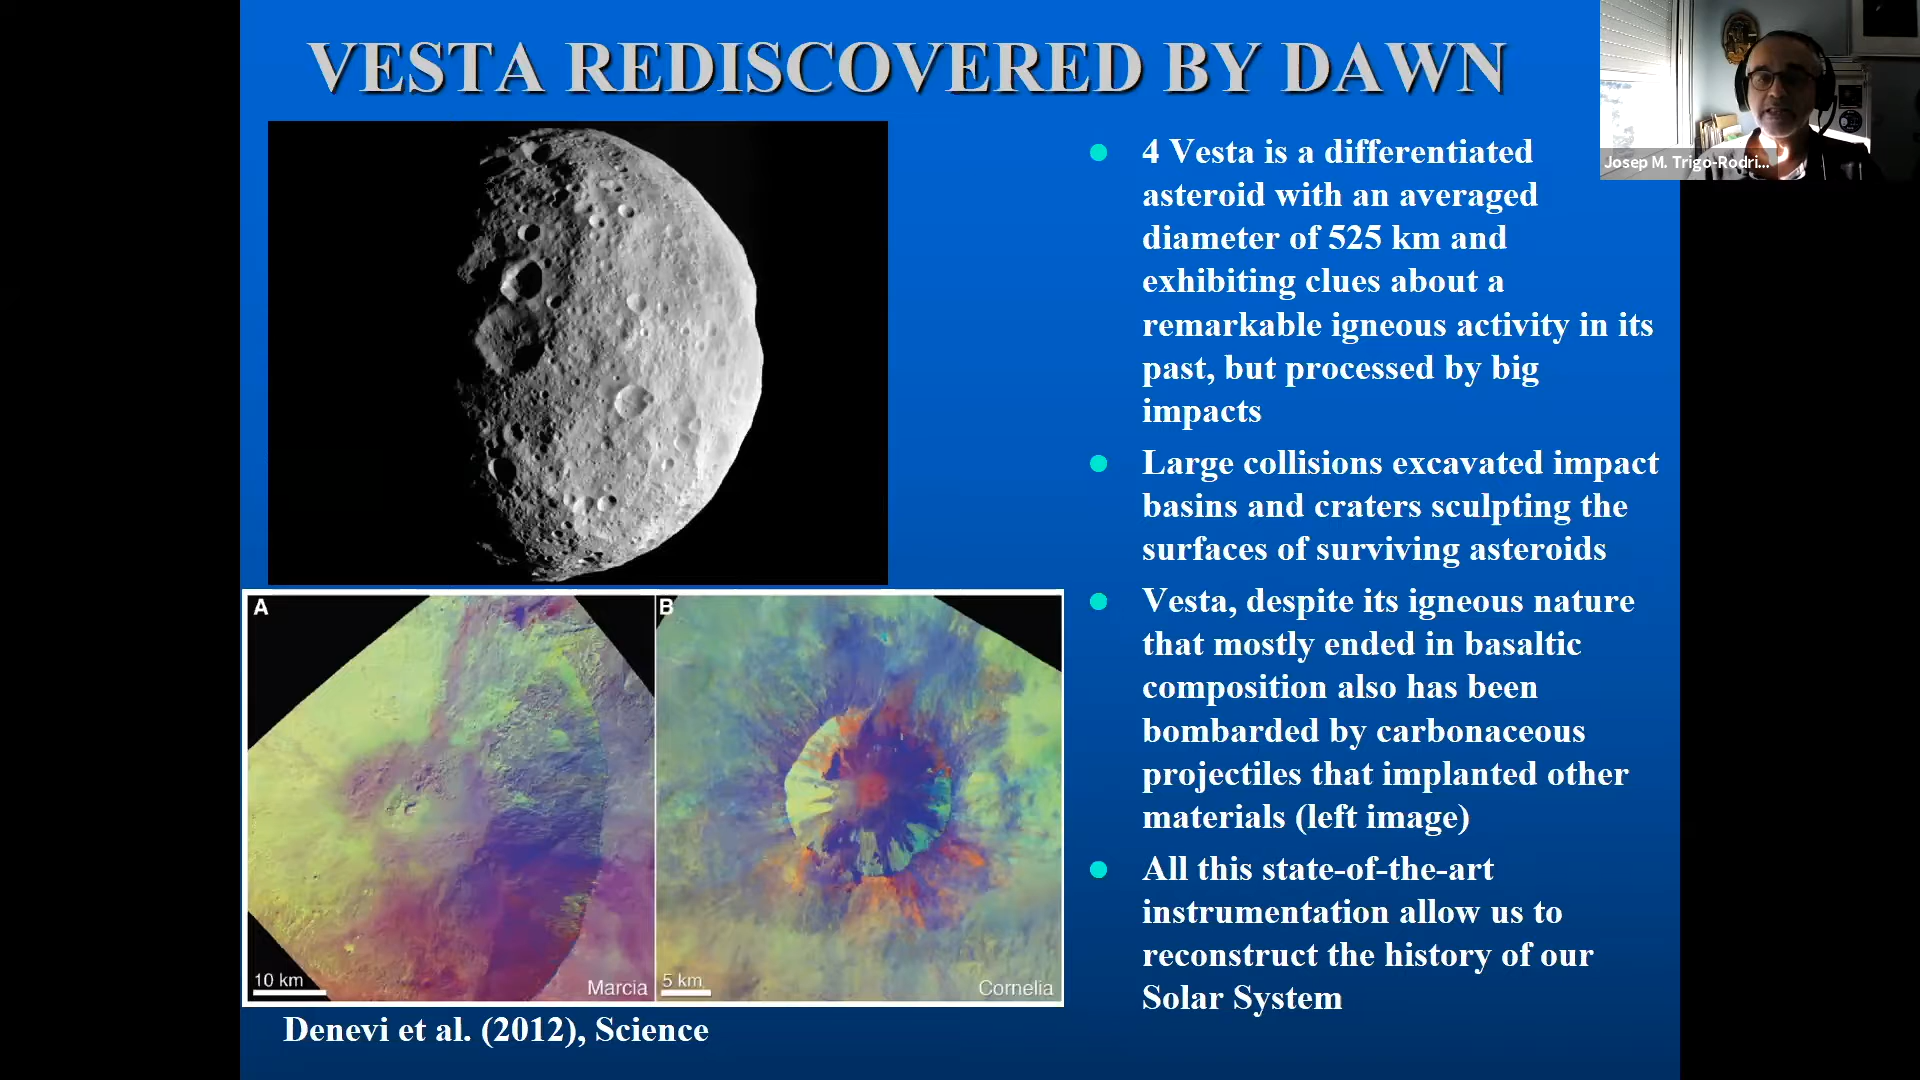 VESTA REDISCOVERED BY DAWN
Josep M. Trigo-Rodri...
4 Vesta is a differentiated
asteroid with an averaged
diameter of 525 km and
exhibiting clues about a
remarkable igneous activity in its
past, but processed by big
impacts
Large collisions excavated impact
basins and craters sculpting the
surfaces of surviving asteroids
Vesta, despite its igneous nature
that mostly ended in basaltic
composition also has been
bombarded by carbonaceous
projectiles that implanted other
materials (left image)
All this state-of-the-art
instrumentation allow us to
reconstruct the history of our
Solar System
A
10 km
Marcia
B
5 km
Cornelia
Denevi et al. (2012), Science